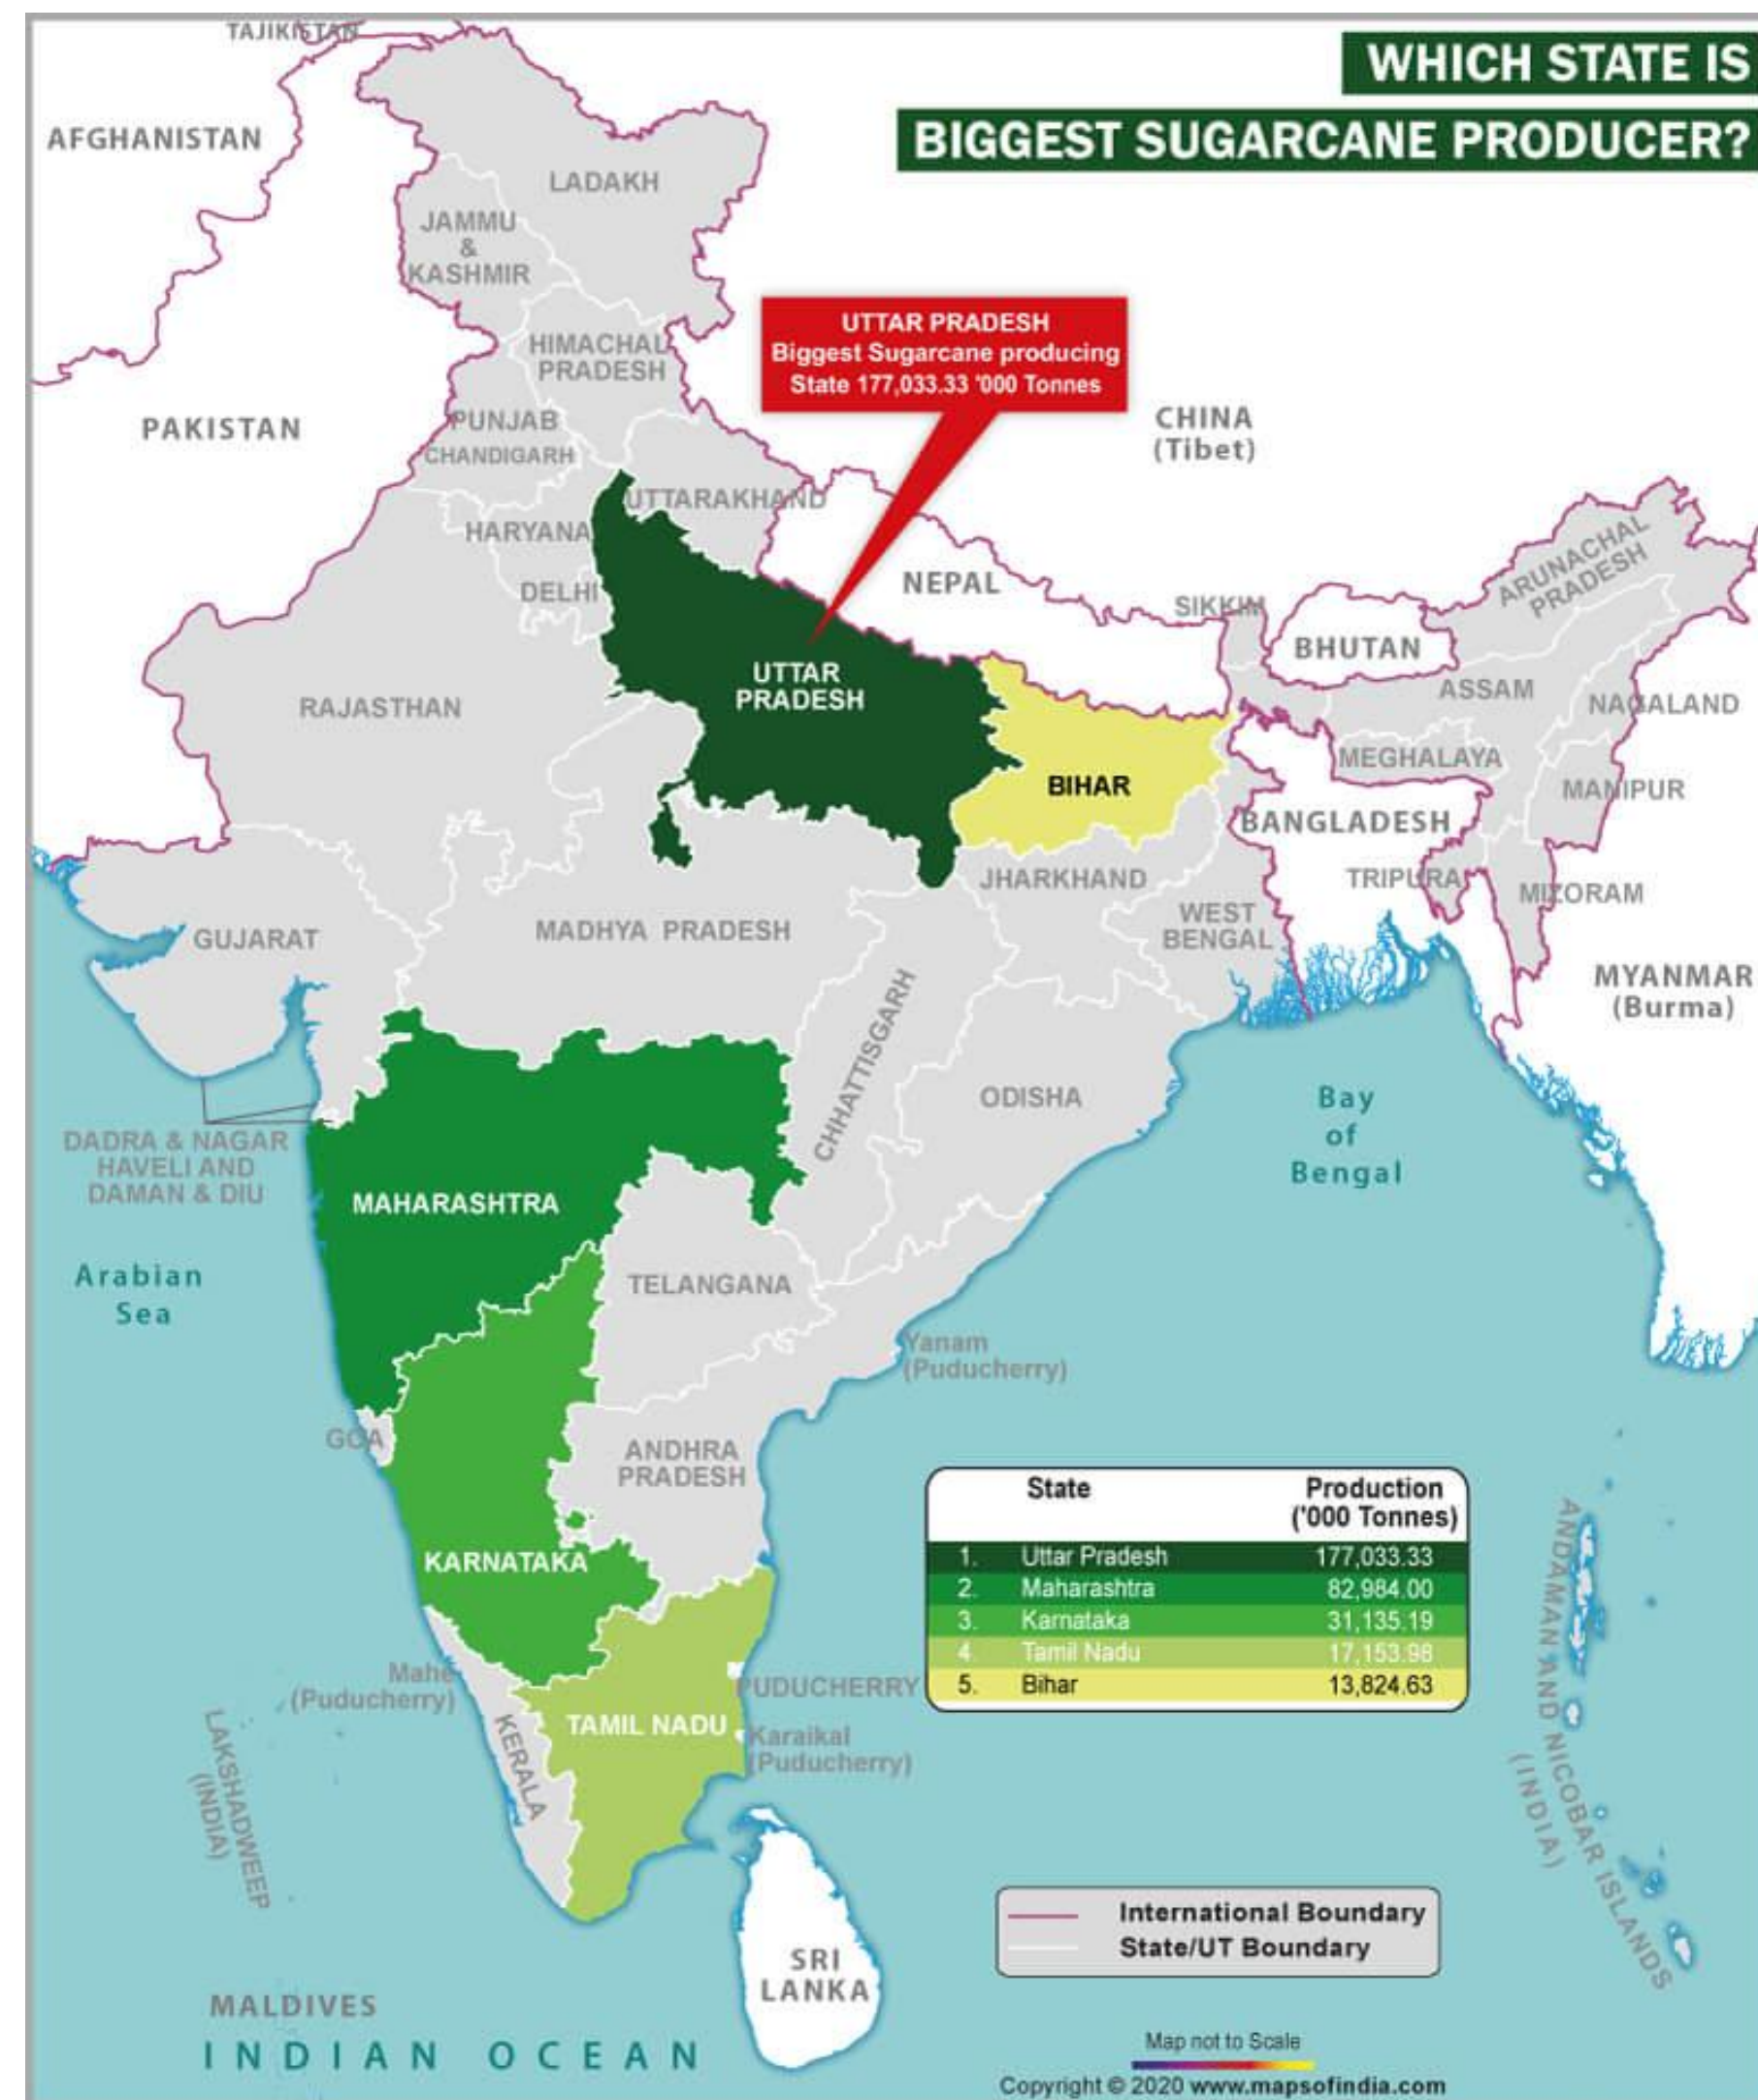 WHICH STATE IS
BIGGEST SUGARCANE PRODUCER?
TAJIKISTAN
AFGHANISTAN
LADAKH
JAMMU
&
KASHMIR
UTTAR PRADESH
Biggest Sugarcane producing
State 177,033.33 '000 Tonnes
HIMACHAL
PRADESH
PAKISTAN
PUNJAB
CHANDIGARH
CHINA
(Tibet)
UTTARAKHAND
HARYANA
DELHI
NEPAL
SIKKIM
ARUNACHAL
PRADESH
BHUTAN
UTTAR
PRADESH
RAJASTHAN
ASSAM
NAGALAND
BIHAR
MEGHALAYA
MANIPUR
BANGLADESH
JHARKHAND
TRIPURA
MIZORAM
GUJARAT
MADHYA PRADESH
WEST
BENGAL
MYANMAR
(Burma)
CHHATTISGARH
ODISHA
Bay
of
Bengal
DADRA & NAGAR
HAVELI AND
DAMAN & DIU
MAHARASHTRA
Arabian
Sea
TELANGANA
Yanam
(Puducherry)
GOA
ANDHRA
PRADESH
State Production
('000 Tonnes)
1. Uttar Pradesh 177,033.33
2. Maharashtra 82,984.00
3. Karnataka 31,135.19
4. Tamil Nadu 17,153.98
5. Bihar 13,824.63
KARNATAKA
Mahe
(Puducherry)
PUDUCHERRY
TAMIL NADU
Karaikal
(Puducherry)
KERALA
LAKSHADWEEP
(INDIA)
ANDAMAN AND NICOBAR ISLANDS
(INDIA)
International Boundary
State/UT Boundary
SRI
LANKA
MALDIVES
INDIAN OCEAN
Map not to Scale
Copyright © 2020 www.mapsofindia.com